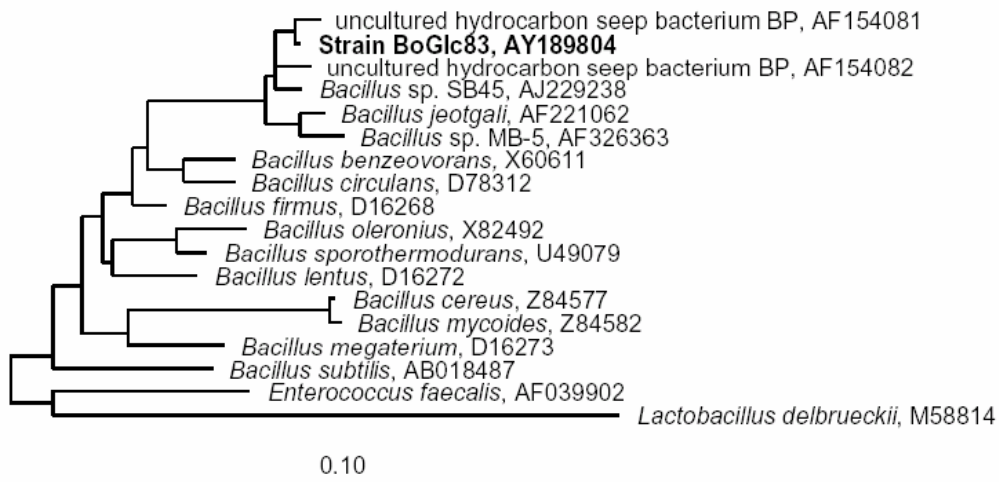 uncultured hydrocarbon seep bacterium BP, AF154081
Strain BoGlc83, AY189804
uncultured hydrocarbon seep bacterium BP, AF154082
Bacillus sp. SB45, AJ229238
Bacillus jeotgali, AF221062
Bacillus sp. MB-5, AF326363
Bacillus benzeovorans, X60611
Bacillus circulans, D78312
Bacillus firmus, D16268
Bacillus oleronius, X82492
Bacillus sporothermodurans, U49079
Bacillus lentus, D16272
Bacillus cereus, Z84577
Bacillus mycoides, Z84582
Bacillus megaterium, D16273
Bacillus subtilis, AB018487
Enterococcus faecalis, AF039902
Lactobacillus delbrueckii, M58814
0.10